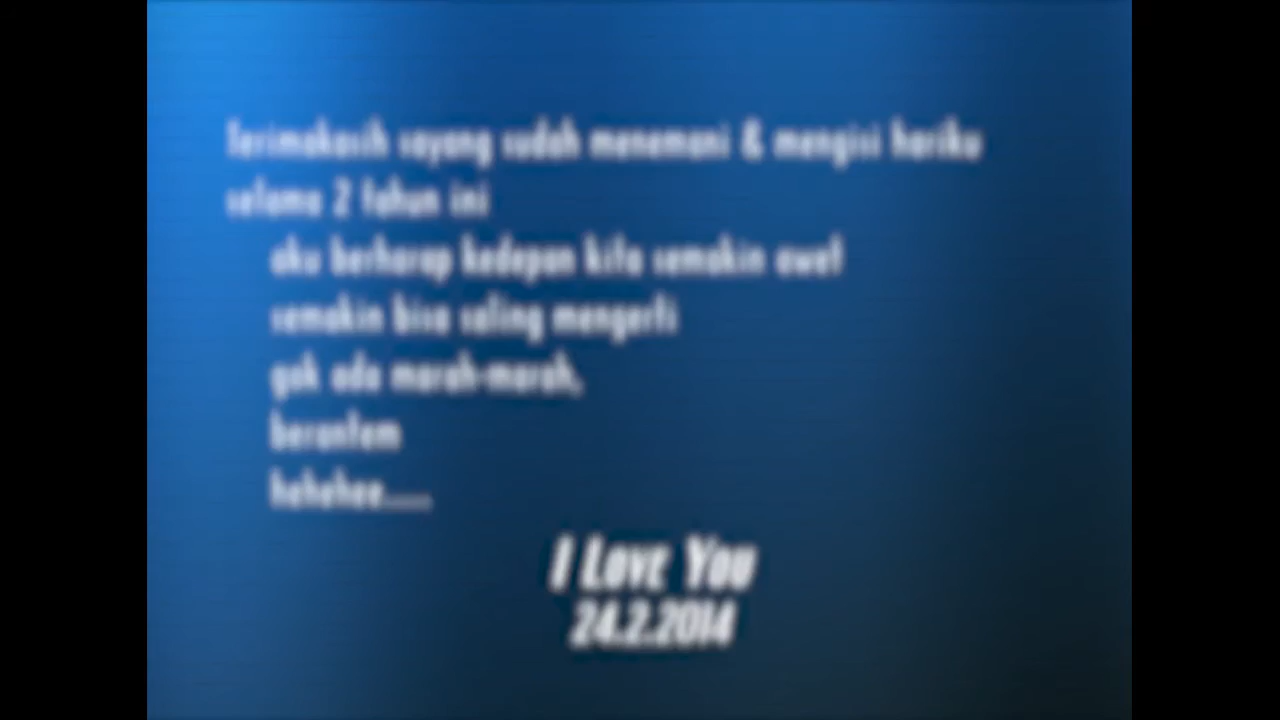 Terimakasih sayang sudah menemani & mengisi hariku
selama 2 tahun ini
aku berharap kedepan kita semakin awet
semakin bisa saling mengerti
gak ada marah-marah,
berantem
hehehee.....
I Love You
24.2.2014